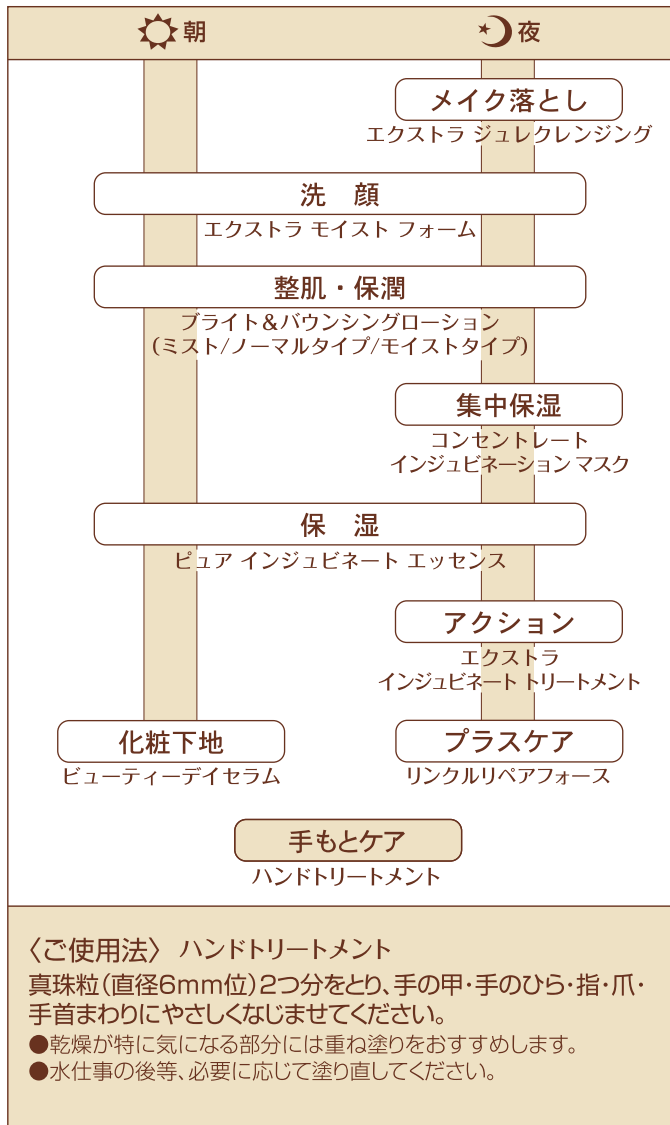 朝
夜
メイク落とし
エクストラ ジュレクレンジング
洗 顔
エクストラ モイスト フォーム
整肌・保潤
ブライト＆バウンシングローション
(ミスト/ノーマルタイプ/モイストタイプ)
集中保湿
コンセントレート
インジュビネーション マスク
保 湿
ピュア インジュビネート エッセンス
アクション
エクストラ
インジュビネート トリートメント
化粧下地
ビューティーデイセラム
プラスケア
リンクルリペアフォース
手もとケア
ハンドトリートメント
〈ご使用法〉 ハンドトリートメント
真珠粒(直径6mm位)2つ分をとり、手の甲・手のひら・指・爪・
手首まわりにやさしくなじませてください。
●乾燥が特に気になる部分には重ね塗りをおすすめします。
●水仕事の後等、必要に応じて塗り直してください。